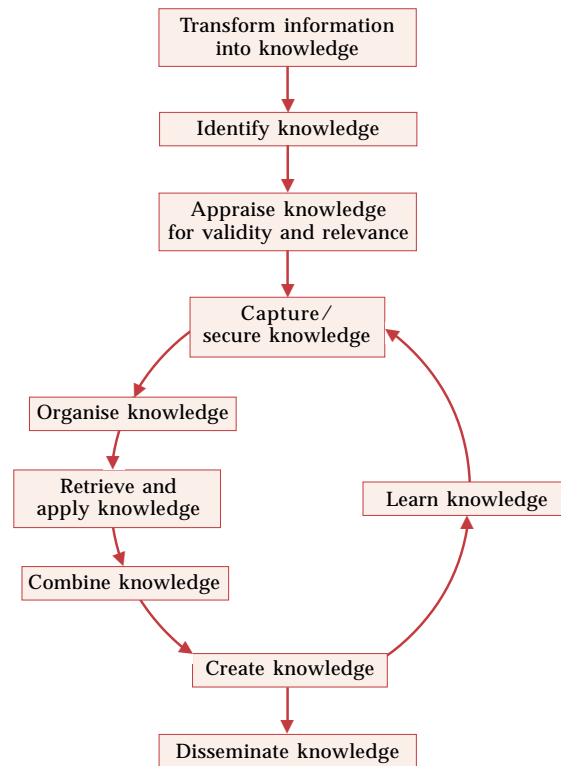 Transform information
into knowledge
Identify knowledge
Appraise knowledge
for validity and relevance
Capture/
secure knowledge
Organise knowledge
Retrieve and
apply knowledge
Learn knowledge
Combine knowledge
Create knowledge
Disseminate knowledge